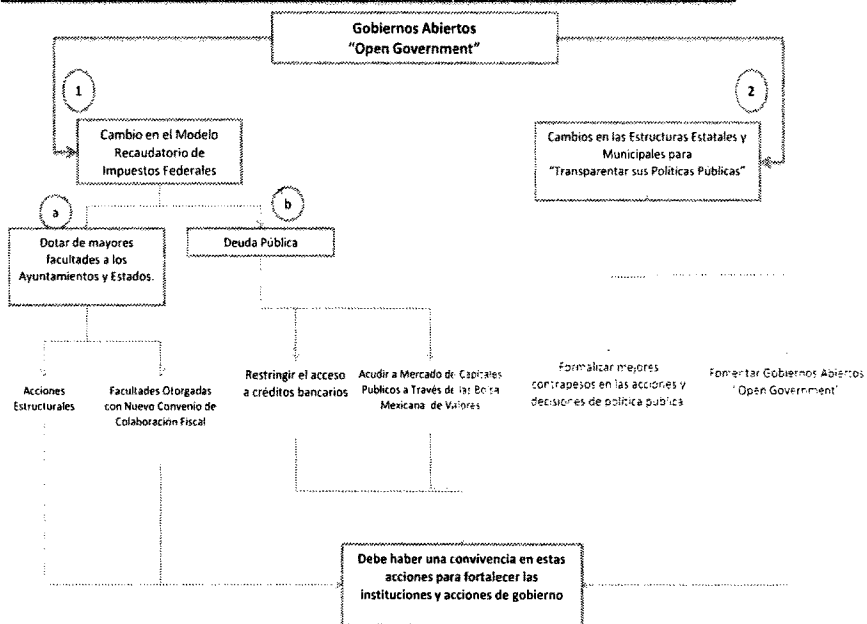 Gobiernos Abiertos
"Open Government"
1
2
Cambio en el Modelo
Recaudatorio de
Impuestos Federales
Cambios en las Estructuras Estatales y
Municipales para
"Transparentar sus Políticas Públicas"
a
b
Dotar de mayores
facultades a los
Ayuntamientos y Estados.
Deuda Pública
Acciones
Estructurales
Facultades Otorgadas
con Nuevo Convenio de
Colaboración Fiscal
Restringir el acceso
a créditos bancarios
Acudir a Mercado de Capitales
Publicos a Través de las Bolsa
Mexicana de Valores
Formalizar mejores
contrapesos en las acciones y
decisiones de política publica
Fomentar Gobiernos Abiertos
"Open Government"
Debe haber una convivencia en estas
acciones para fortalecer las
instituciones y acciones de gobierno